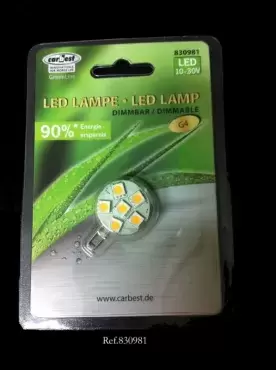 carbest
GREENLINE
830981
LED
10-30V
LED LAMPE • LED LAMP
DIMMBAR / DIMMABLE
G4
90%* Energie-
ersparnis
www.carbest.de
Ref.830981